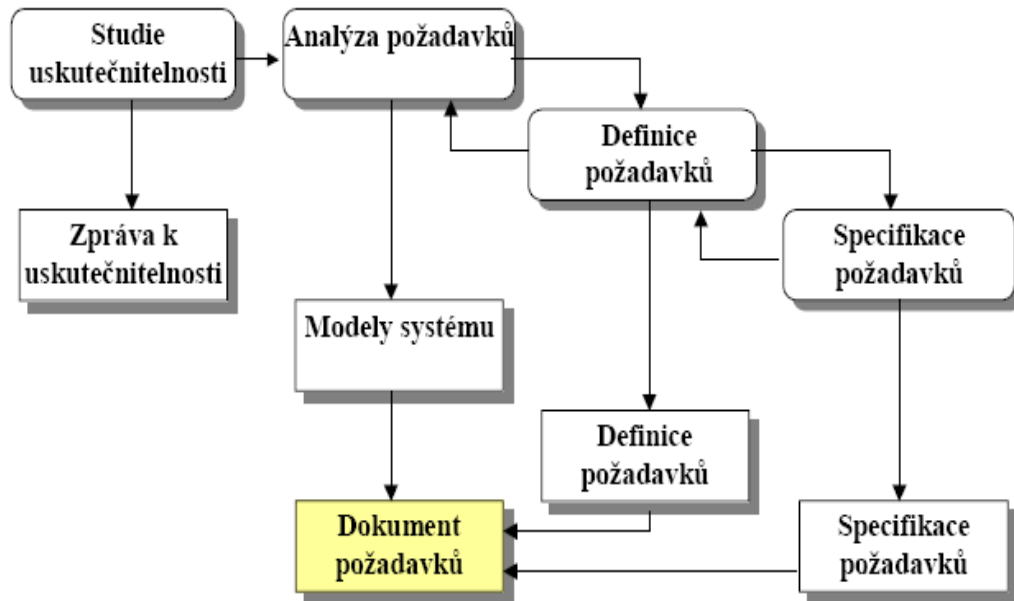 Studie
uskutečnitelnosti
Analýza požadavků
Definice
požadavků
Zpráva k
uskutečnitelnosti
Specifikace
požadavků
Modely systému
Definice
požadavků
Dokument
požadavků
Specifikace
požadavků